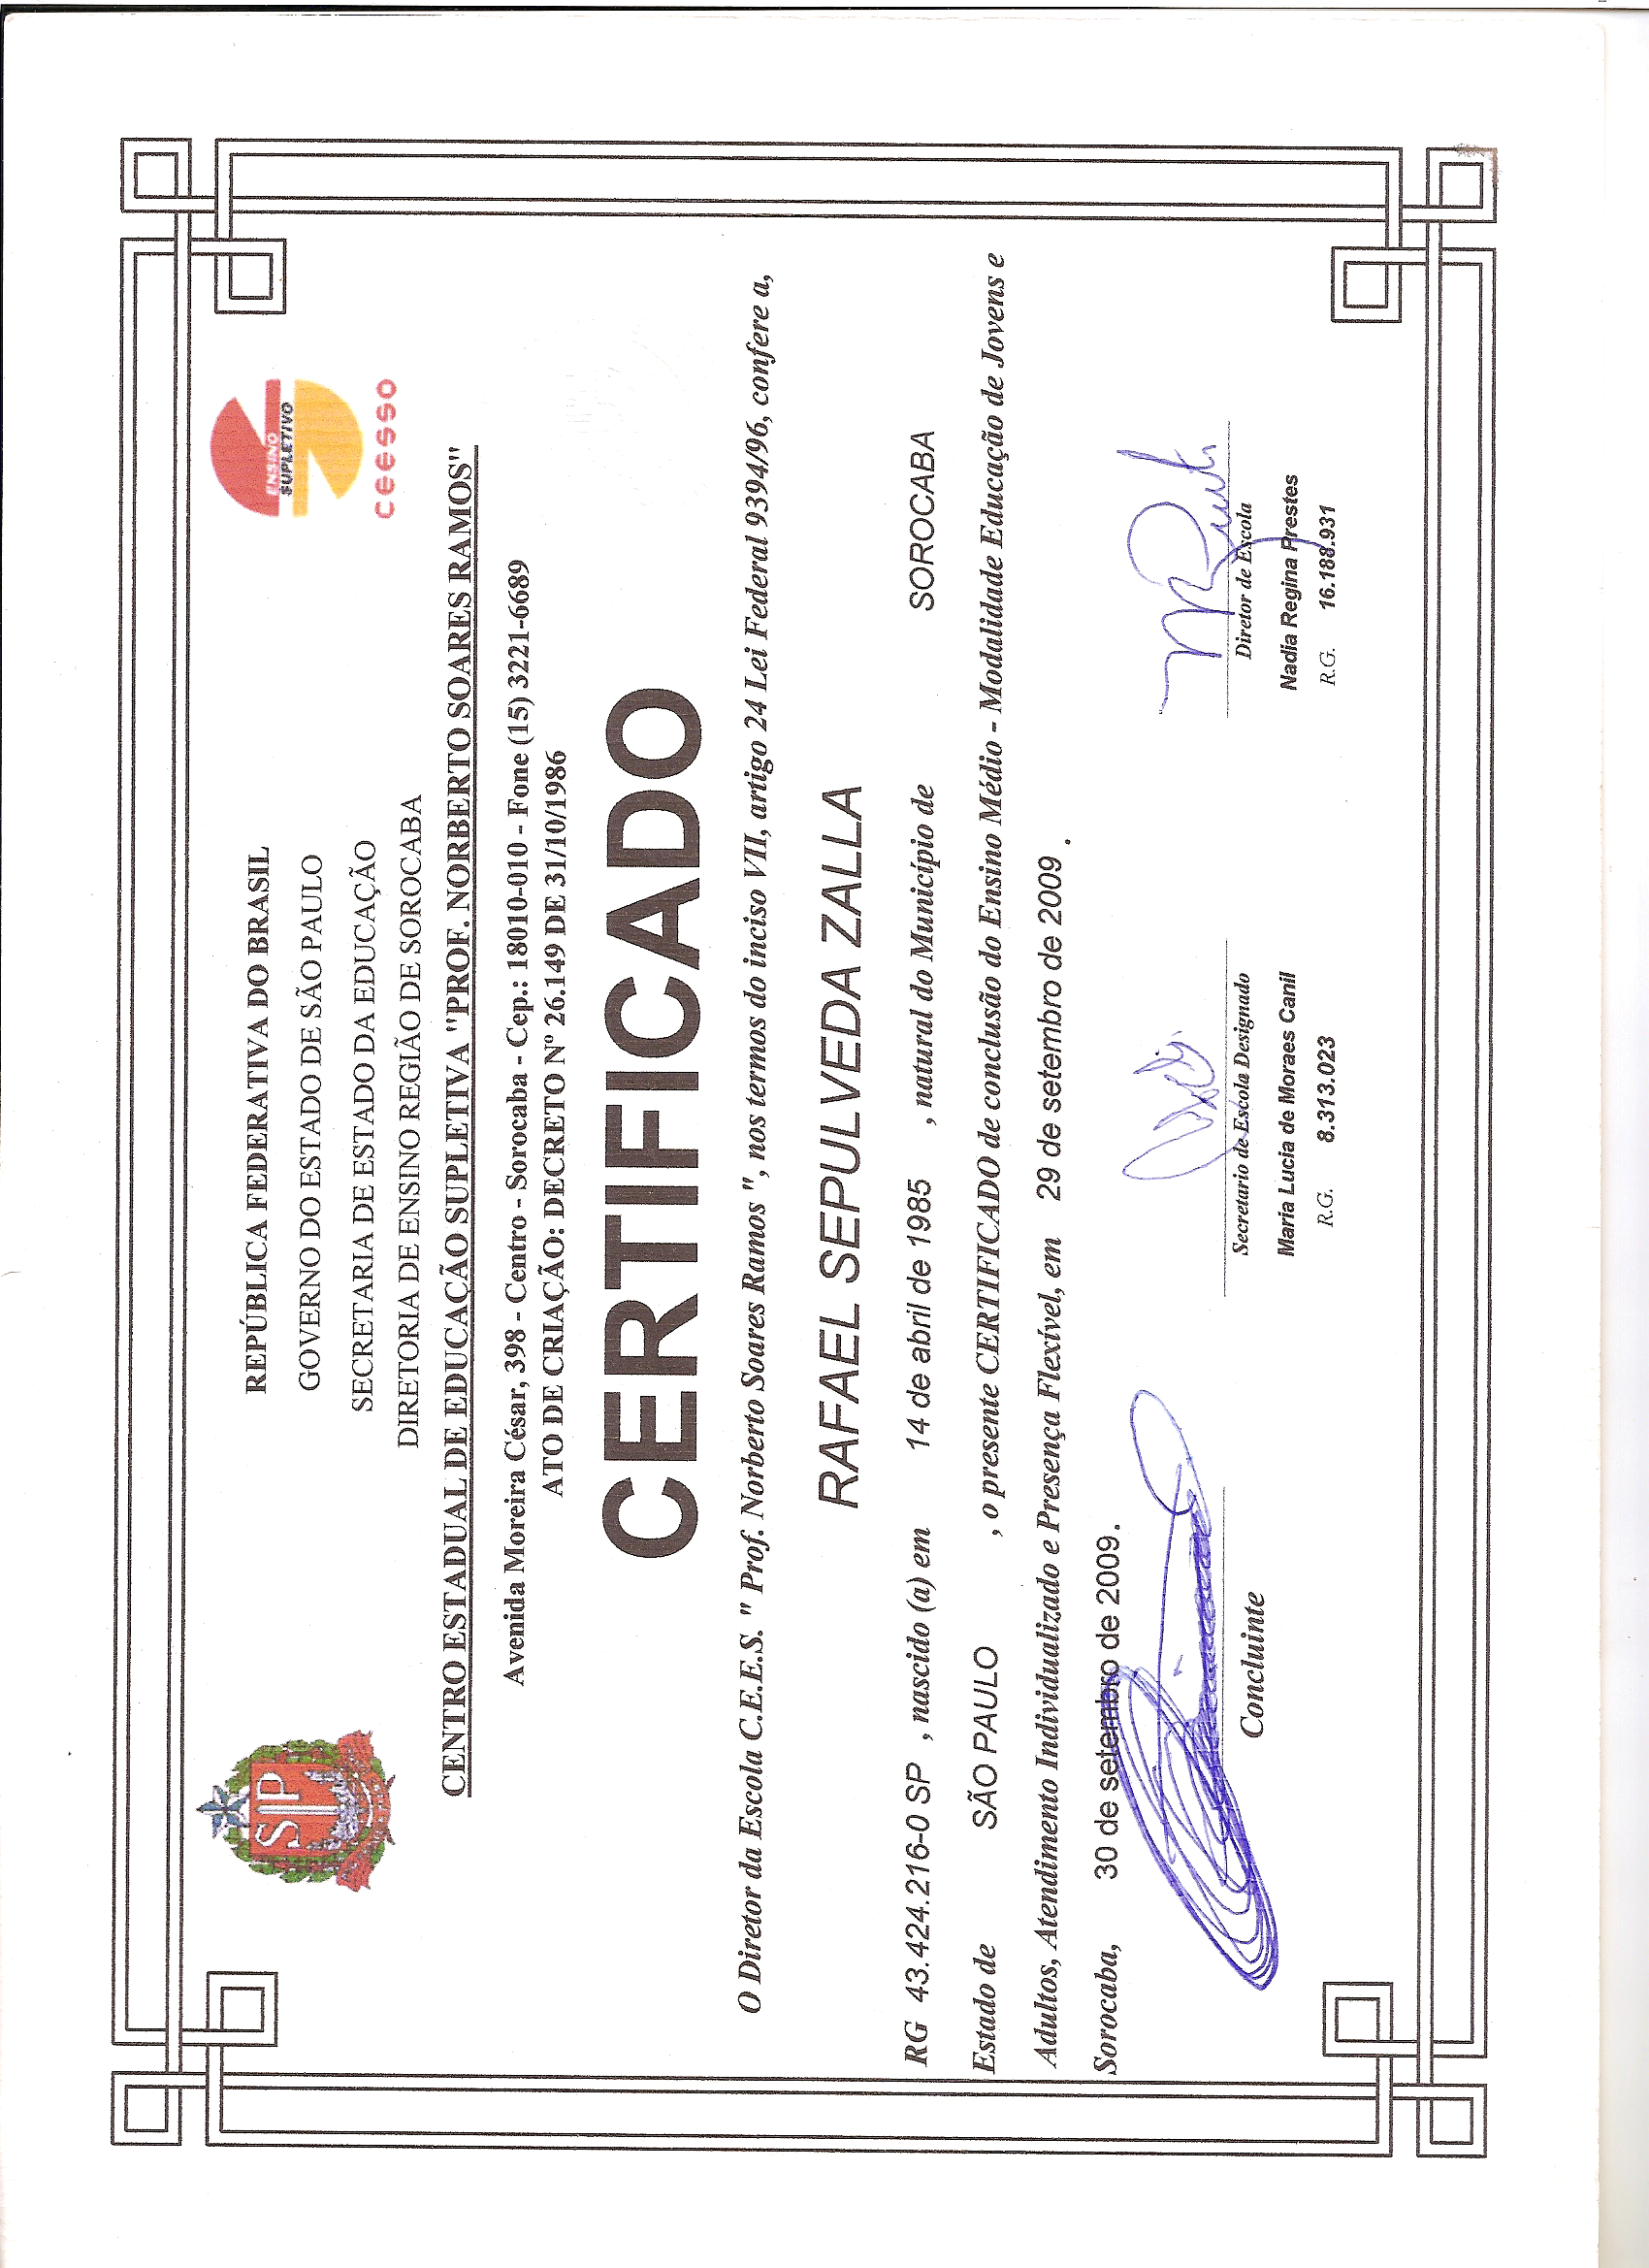 REPÚBLICA FEDERATIVA DO BRASIL
GOVERNO DO ESTADO DE SÃO PAULO
SECRETARIA DE ESTADO DA EDUCAÇÃO
DIRETORIA DE ENSINO REGIÃO DE SOROCABA
ENSINO
SUPLETIVO
ceesso
SP
CENTRO ESTADUAL DE EDUCAÇÃO SUPLETIVA "PROF. NORBERTO SOARES RAMOS"
Avenida Moreira César, 398 - Centro - Sorocaba - Cep.: 18010-010 - Fone (15) 3221-6689
ATO DE CRIAÇÃO: DECRETO Nº 26.149 DE 31/10/1986
CERTIFICADO
O Diretor da Escola C.E.E.S. " Prof. Norberto Soares Ramos ", nos termos do inciso VII, artigo 24 Lei Federal 9394/96, confere a,
RAFAEL SEPULVEDA ZALLA
RG 43.424.216-0 SP , nascido (a) em 14 de abril de 1985 , natural do Município de SOROCABA
Estado de SÃO PAULO , o presente CERTIFICADO de conclusão do Ensino Médio - Modalidade Educação de Jovens e
Adultos, Atendimento Individualizado e Presença Flexível, em 29 de setembro de 2009 .
Sorocaba, 30 de setembro de 2009.
Concluinte
Secretario de Escola Designado
Maria Lucia de Moraes Canil
R.G. 8.313.023
Diretor de Escola
Nadia Regina Prestes
R.G. 16.188.931